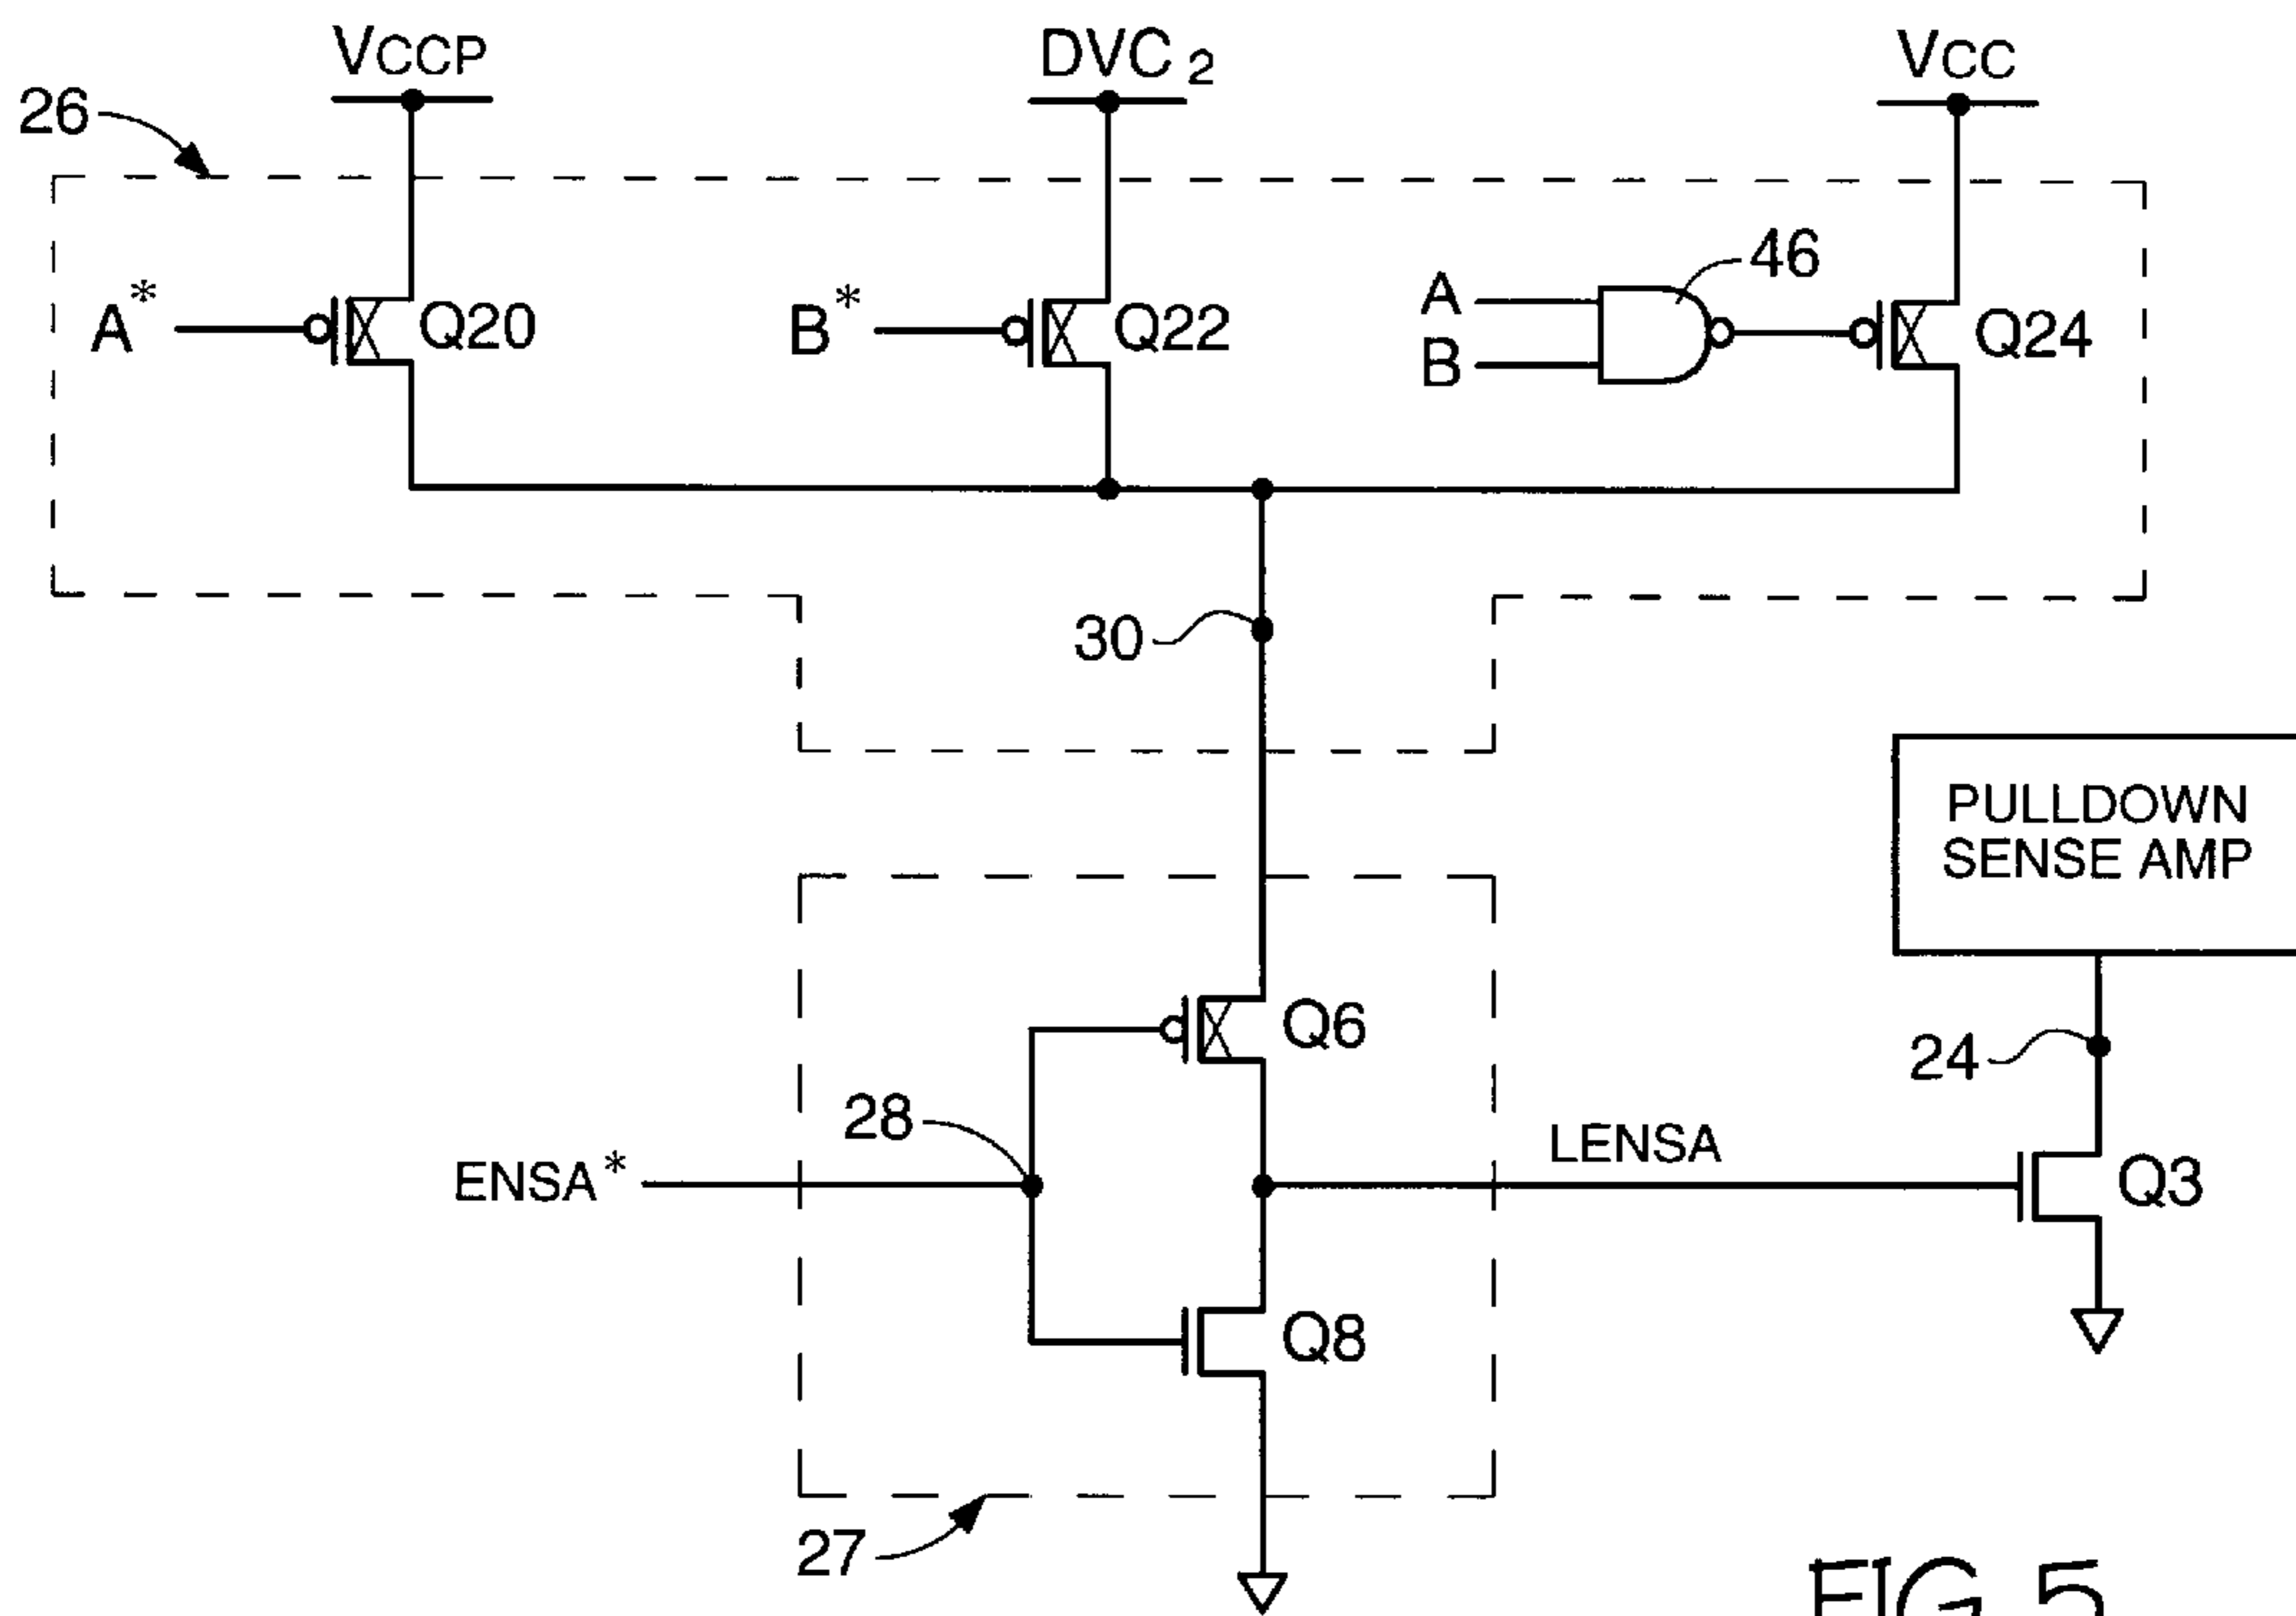 VCCP
DVC 2
VCC
26
A*
Q20
B*
Q22
A
B
46
Q24
30
PULLDOWN
SENSE AMP
Q6
24
28
ENSA*
LENSA
Q3
Q8
27
FIG. 5